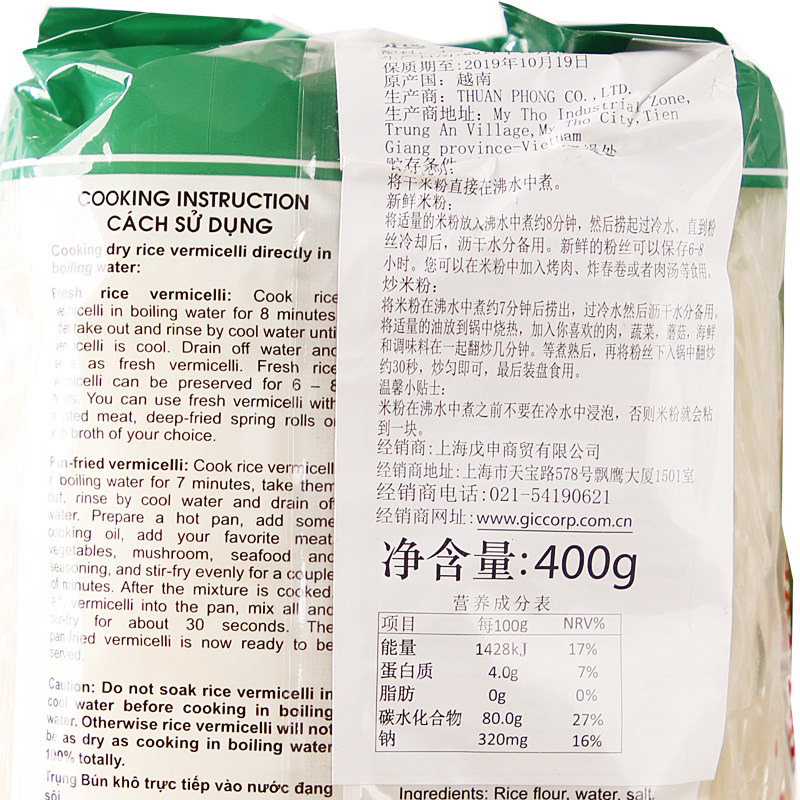 COOKING INSTRUCTION
CÁCH SỬ DỤNG
Cooking dry rice vermicelli directly in
boiling water:
Fresh rice vermicelli: Cook rice
vermicelli in boiling water for 8 minutes,
take out and rinse by cool water until
vermicelli is cool. Drain off water and
as fresh vermicelli. Fresh rice
vermicelli can be preserved for 6 – 8
You can use fresh vermicelli with
meat, deep-fried spring rolls or
broth of your choice.
Pan-fried vermicelli: Cook rice vermicelli
boiling water for 7 minutes, take them
out, rinse by cool water and drain off
water. Prepare a hot pan, add some
cooking oil, add your favorite meat,
vegetables, mushroom, seafood and
seasoning, and stir-fry evenly for a couple
of minutes. After the mixture is cooked,
vermicelli into the pan, mix all and
stir-fry for about 30 seconds. The
pan-fried vermicelli is now ready to be
served.
Caution: Do not soak rice vermicelli in
cool water before cooking in boiling
water. Otherwise rice vermicelli will not
be as dry as cooking in boiling water
100% totally.
Trụng Bún khô trực tiếp vào nước đang
sôi
保质期至:2019年10月19日
原产国: 越南
生产商: THUAN PHONG CO.,LTD.
生产商地址: My Tho Industrial Zone,
Trung An Village,My Tho City,Tien
Giang province-Vietnam
贮存条件
将干米粉直接在沸水中煮。
新鲜米粉:
将适量的米粉放入沸水中煮约8分钟，然后捞起过冷水，直到粉
丝冷却后，沥干水分备用。新鲜的粉丝可以保存6-8
小时。您可以在米粉中加入烤肉、炸春卷或者肉汤等食用。
炒米粉:
将米粉在沸水中煮约7分钟后捞出，过冷水然后沥干水分备用。
将适量的油放到锅中烧热，加入你喜欢的肉，蔬菜，蘑菇，海鲜
和调味料在一起翻炒几分钟。等煮熟后，再将粉丝下入锅中翻炒
约30秒，炒匀即可，最后装盘食用。
温馨小贴士:
米粉在沸水中煮之前不要在冷水中浸泡，否则米粉就会粘
到一块。
经销商:上海戊申商贸有限公司
经销商地址:上海市天宝路578号飘鹰大厦1501室
经销商电话:021-54190621
经销商网址:www.giccorp.com.cn
净含量:400g
营养成分表
项目 每100g NRV%
能量 1428kJ 17%
蛋白质 4.0g 7%
脂肪 0g 0%
碳水化合物 80.0g 27%
钠 320mg 16%
Ingredients: Rice flour, water, salt.